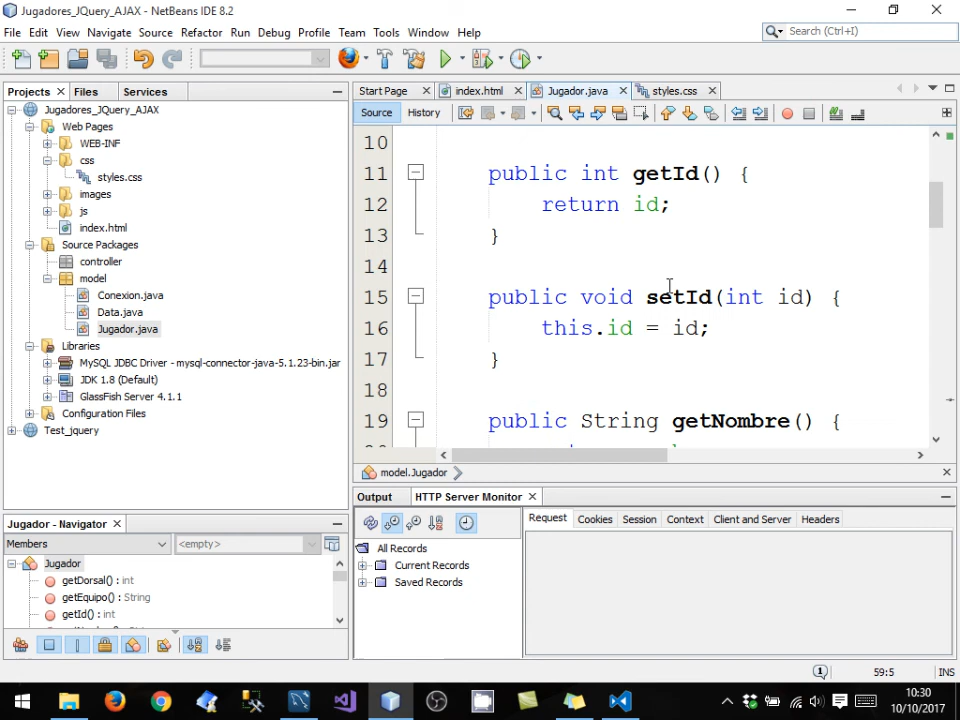 Jugadores_JQuery_AJAX - NetBeans IDE 8.2
File Edit View Navigate Source Refactor Run Debug Profile Team Tools Window Help
Search (Ctrl+I)
Projects Files Services
Start Page index.html Jugador.java styles.css
Source History
Jugadores_JQuery_AJAX
Web Pages
WEB-INF
css
styles.css
images
js
index.html
Source Packages
controller
model
Conexion.java
Data.java
Jugador.java
Libraries
MySQL JDBC Driver - mysql-connector-java-5.1.23-bin.jar
JDK 1.8 (Default)
GlassFish Server 4.1.1
Configuration Files
Test_jquery
10
11 public int getId() {
12 return id;
13 }
14
15 public void setId(int id) {
16 this.id = id;
17 }
18
19 public String getNombre() {
model.Jugador
Jugador - Navigator
Members <empty>
Jugador
getDorsal() : int
getEquipo() : String
getId() : int
Output HTTP Server Monitor
All Records
Current Records
Saved Records
Request Cookies Session Context Client and Server Headers
1 59:5 INS
10:30
10/10/2017